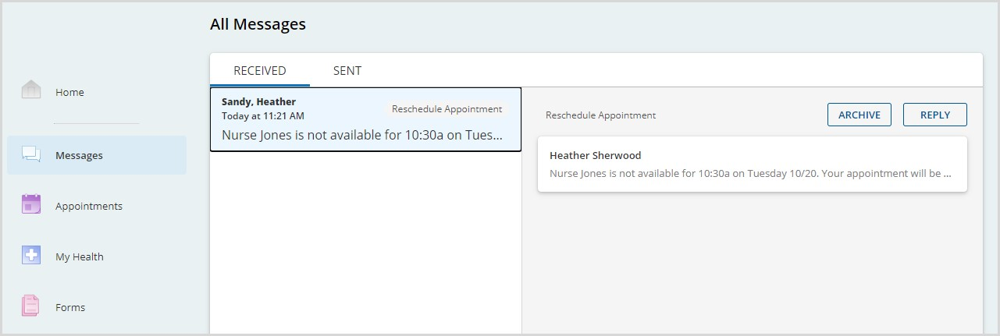 All Messages
Home
Messages
Appointments
My Health
Forms
RECEIVED SENT
Sandy, Heather
Today at 11:21 AM
Reschedule Appointment
Nurse Jones is not available for 10:30a on Tues...
Reschedule Appointment
ARCHIVE
REPLY
Heather Sherwood
Nurse Jones is not available for 10:30a on Tuesday 10/20. Your appointment will be ...